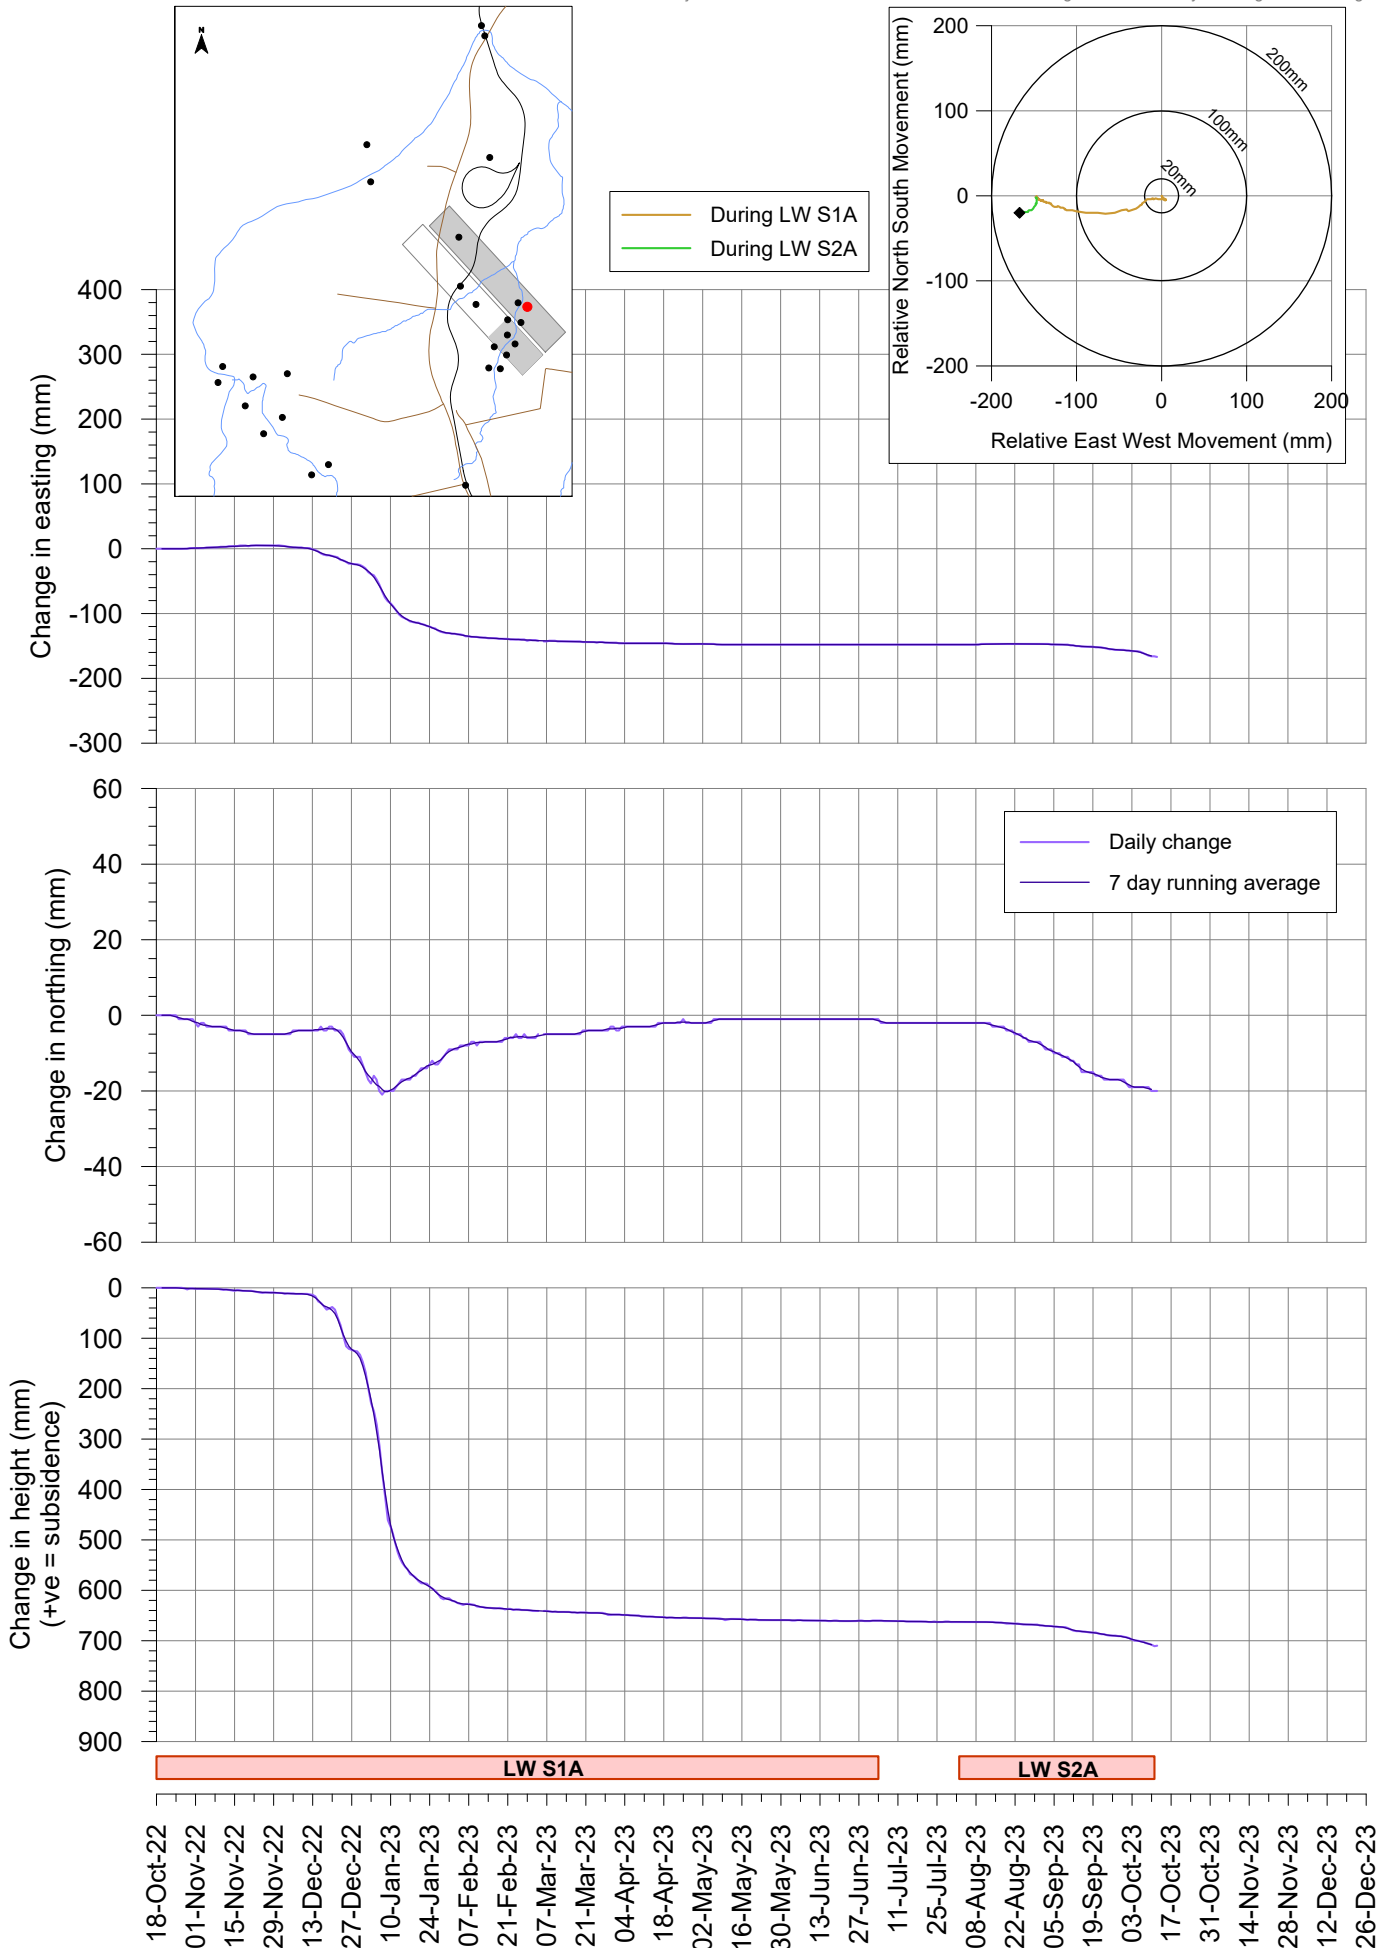 N
During LW S1A
During LW S2A
Relative North South Movement (mm)
200
100
0
-100
-200
200mm
100mm
20mm
-200 -100 0 100 200
Relative East West Movement (mm)
Change in easting (mm)
400
300
200
100
0
-100
-200
-300
Change in northing (mm)
60
40
20
0
-20
-40
-60
Daily change
7 day running average
Change in height (mm)
(+ve = subsidence)
0
100
200
300
400
500
600
700
800
900
LW S1A
LW S2A
18-Oct-22
01-Nov-22
15-Nov-22
29-Nov-22
13-Dec-22
27-Dec-22
10-Jan-23
24-Jan-23
07-Feb-23
21-Feb-23
07-Mar-23
21-Mar-23
04-Apr-23
18-Apr-23
02-May-23
16-May-23
30-May-23
13-Jun-23
27-Jun-23
11-Jul-23
25-Jul-23
08-Aug-23
22-Aug-23
05-Sep-23
19-Sep-23
03-Oct-23
17-Oct-23
31-Oct-23
14-Nov-23
28-Nov-23
12-Dec-23
26-Dec-23